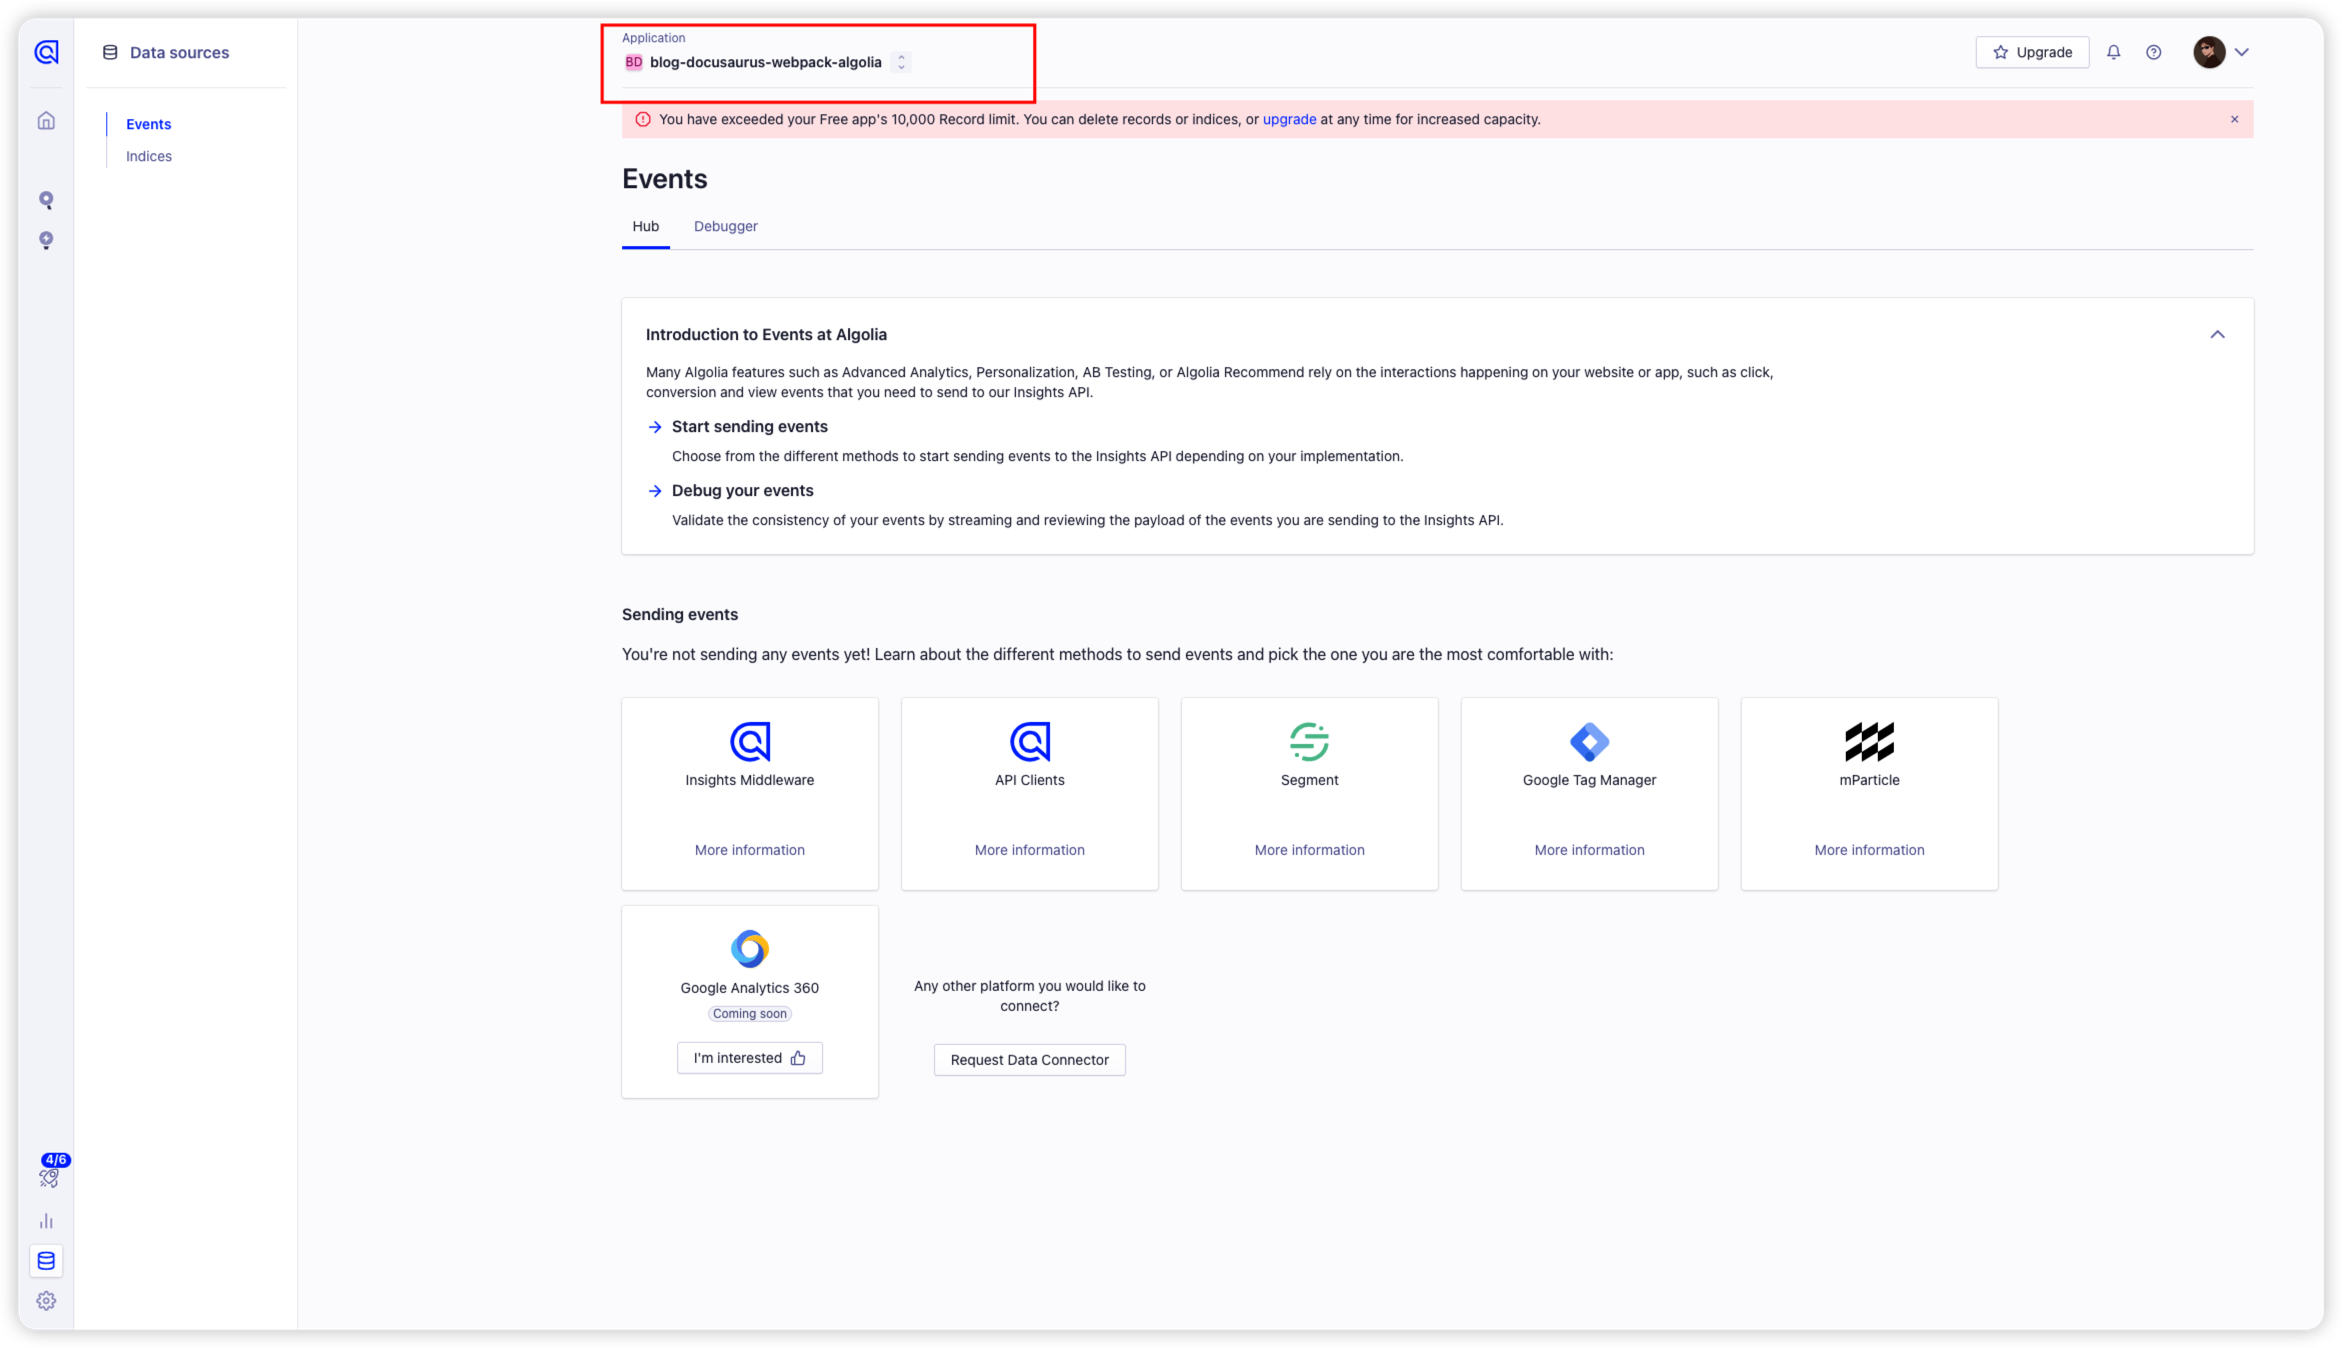 Data sources
Events
Indices
4/6
Application
BD blog-docusaurus-webpack-algolia
Upgrade
You have exceeded your Free app's 10,000 Record limit. You can delete records or indices, or upgrade at any time for increased capacity.
Events
Hub
Debugger
Introduction to Events at Algolia
Many Algolia features such as Advanced Analytics, Personalization, AB Testing, or Algolia Recommend rely on the interactions happening on your website or app, such as click,
conversion and view events that you need to send to our Insights API.
Start sending events
Choose from the different methods to start sending events to the Insights API depending on your implementation.
Debug your events
Validate the consistency of your events by streaming and reviewing the payload of the events you are sending to the Insights API.
Sending events
You're not sending any events yet! Learn about the different methods to send events and pick the one you are the most comfortable with:
Insights Middleware
More information
API Clients
More information
Segment
More information
Google Tag Manager
More information
mParticle
More information
Google Analytics 360
Coming soon
I'm interested
Any other platform you would like to
connect?
Request Data Connector